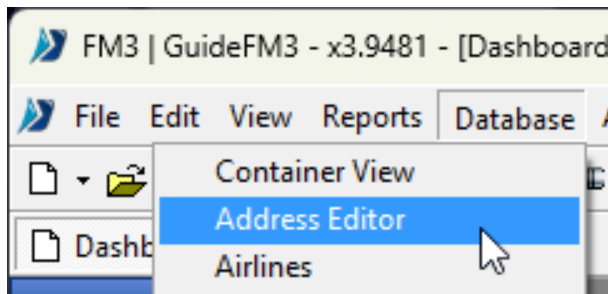 FM3 | GuideFM3 - x3.9481 - [Dashboard
File Edit View Reports Database
Container View
Address Editor
Dashb
Airlines